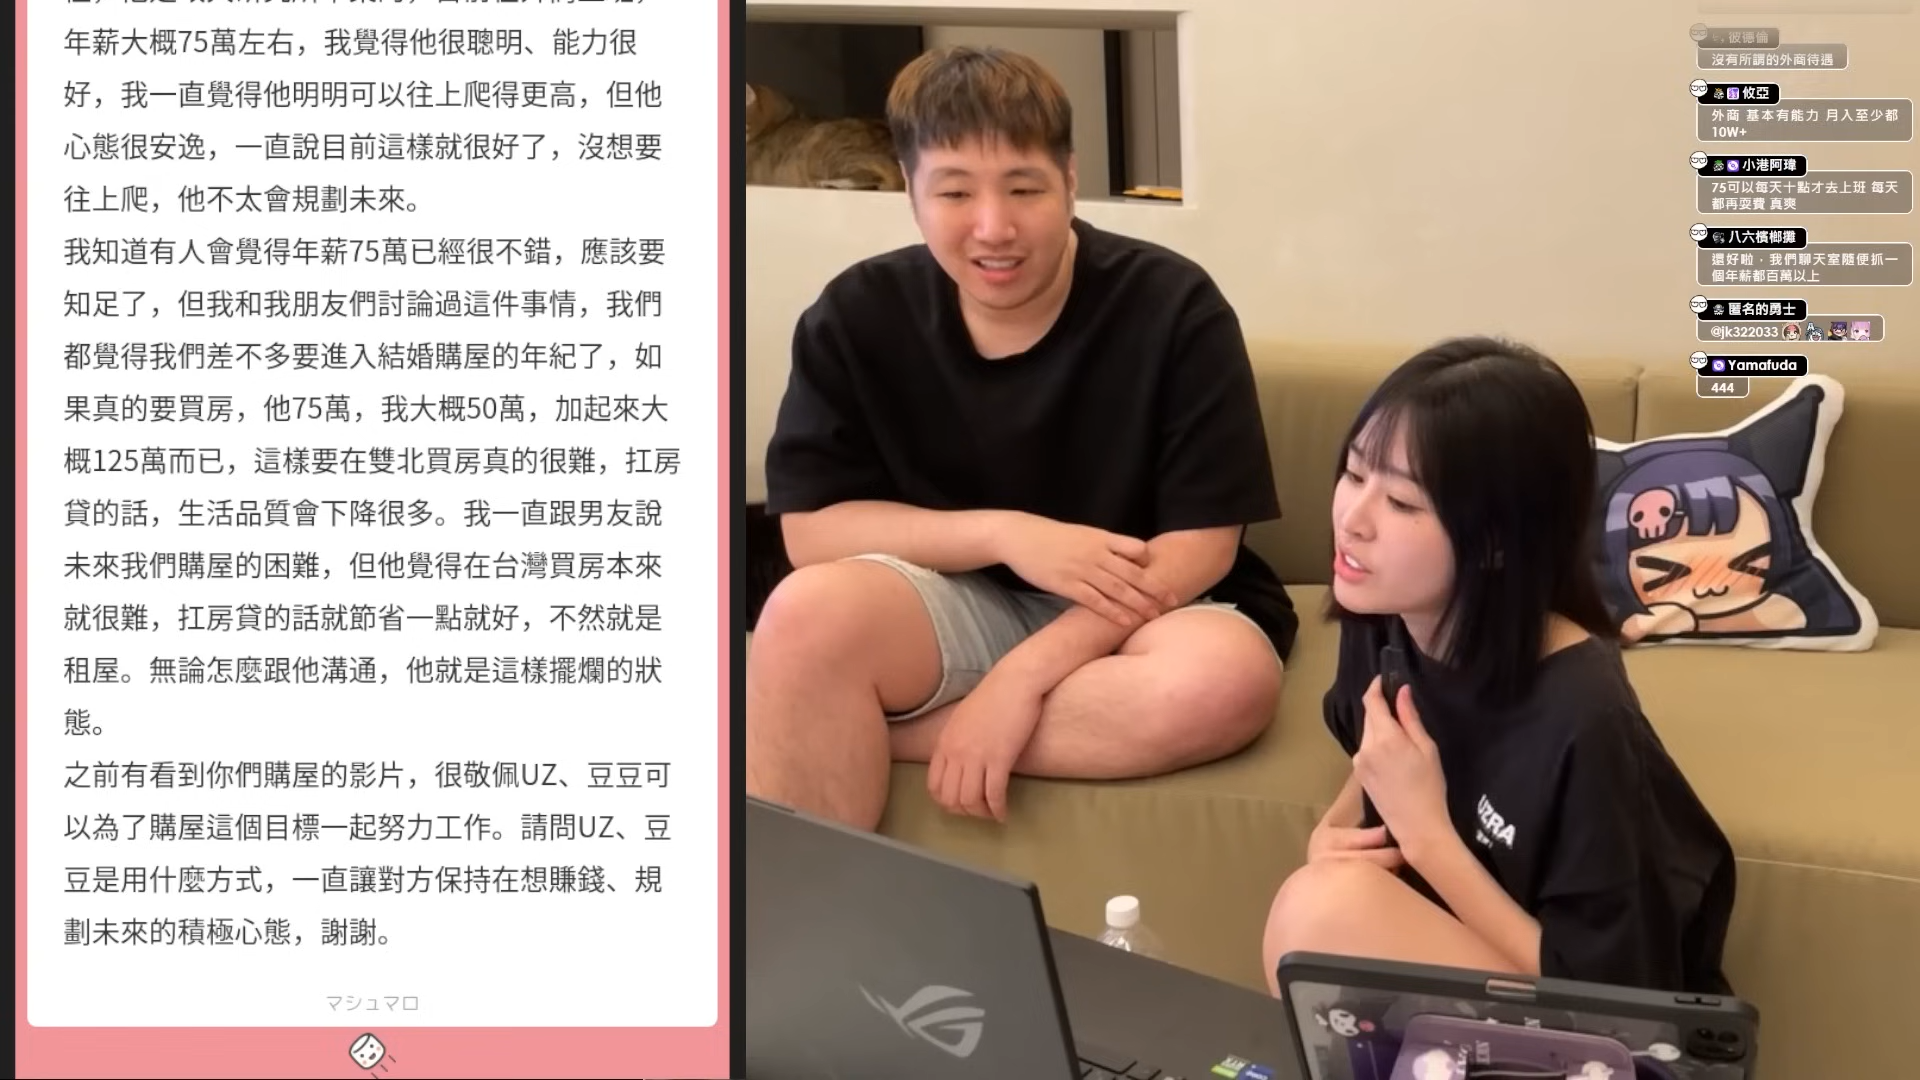 年薪大概75萬左右，我覺得他很聰明、能力很
好，我一直覺得他明明可以往上爬得更高，但他
心態很安逸，一直說目前這樣就很好了，沒想要
往上爬，他不太會規劃未來。
我知道有人會覺得年薪75萬已經很不錯，應該要
知足了，但我和我朋友們討論過這件事情，我們
都覺得我們差不多要進入結婚購屋的年紀了，如
果真的要買房，他75萬，我大概50萬，加起來大
概125萬而已，這樣要在雙北買房真的很難，扛房
貸的話，生活品質會下降很多。我一直跟男友說
未來我們購屋的困難，但他覺得在台灣買房本來
就很難，扛房貸的話就節省一點就好，不然就是
租屋。無論怎麼跟他溝通，他就是這樣擺爛的狀
態。
之前有看到你們購屋的影片，很敬佩UZ、豆豆可
以為了購屋這個目標一起努力工作。請問UZ、豆
豆是用什麼方式，一直讓對方保持在想賺錢、規
劃未來的積極心態，謝謝。
マシュマロ
彼德倫
沒有所謂的外商待遇
攸亞
外商 基本有能力 月入至少都
10W+
小港阿瑋
75可以每天十點才去上班 每天
都再耍費 真爽
八六檳榔攤
還好啦，我們聊天室隨便抓一
個年薪都百萬以上
匿名的勇士
@jk322033
Yamafuda
444
UZRA